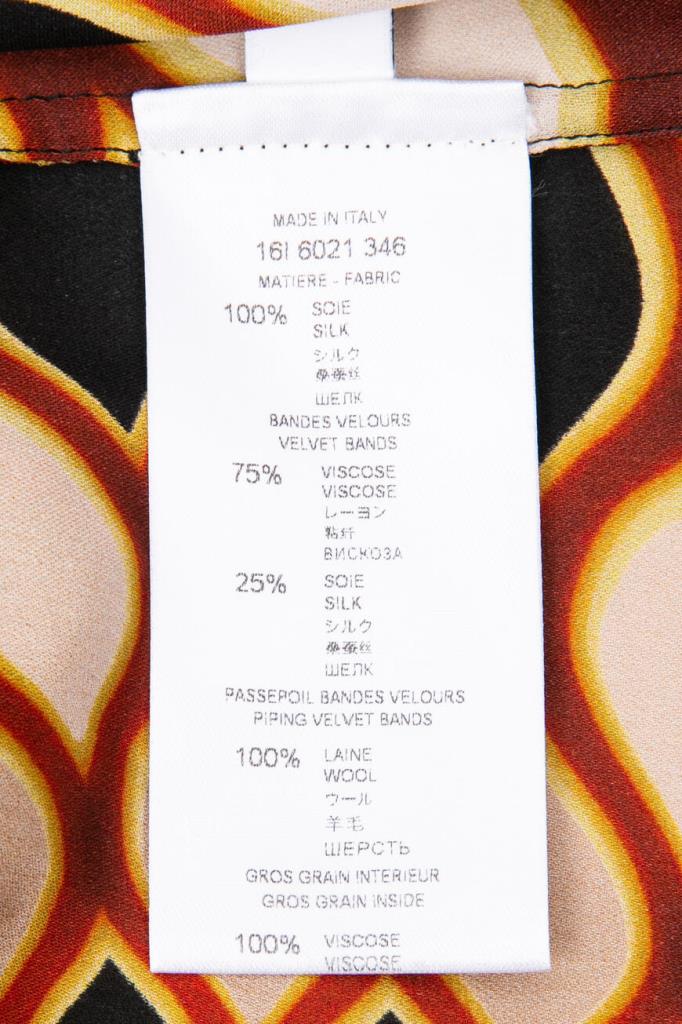 MADE IN ITALY
16I 6021 346
MATIERE - FABRIC
100% SOIE
SILK
シルク
桑蚕丝
ШЕЛК
BANDES VELOURS
VELVET BANDS
75% VISCOSE
VISCOSE
レーヨン
粘纤
ВИСКОЗА
25% SOIE
SILK
シルク
桑蚕丝
ШЕЛК
PASSEPOIL BANDES VELOURS
PIPING VELVET BANDS
100% LAINE
WOOL
ウール
羊毛
ШЕРСТЬ
GROS GRAIN INTERIEUR
GROS GRAIN INSIDE
100% VISCOSE
VISCOSE